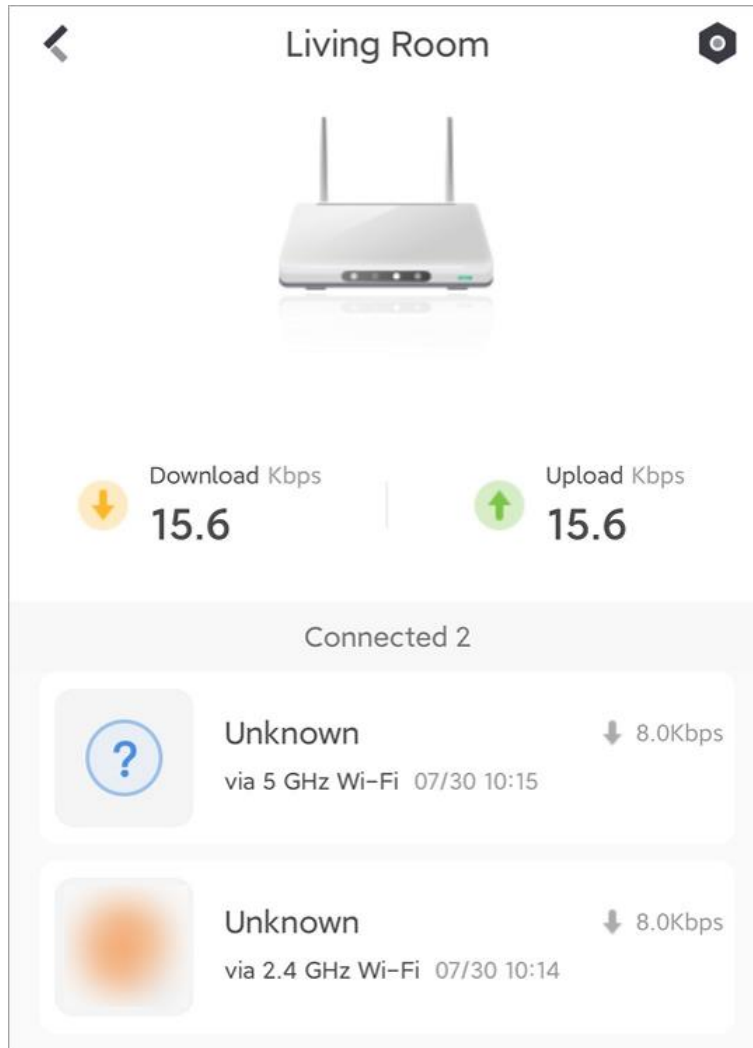 Living Room
Download Kbps
15.6
Upload Kbps
15.6
Connected 2
?
Unknown
8.0Kbps
via 5 GHz Wi-Fi 07/30 10:15
Unknown
8.0Kbps
via 2.4 GHz Wi-Fi 07/30 10:14